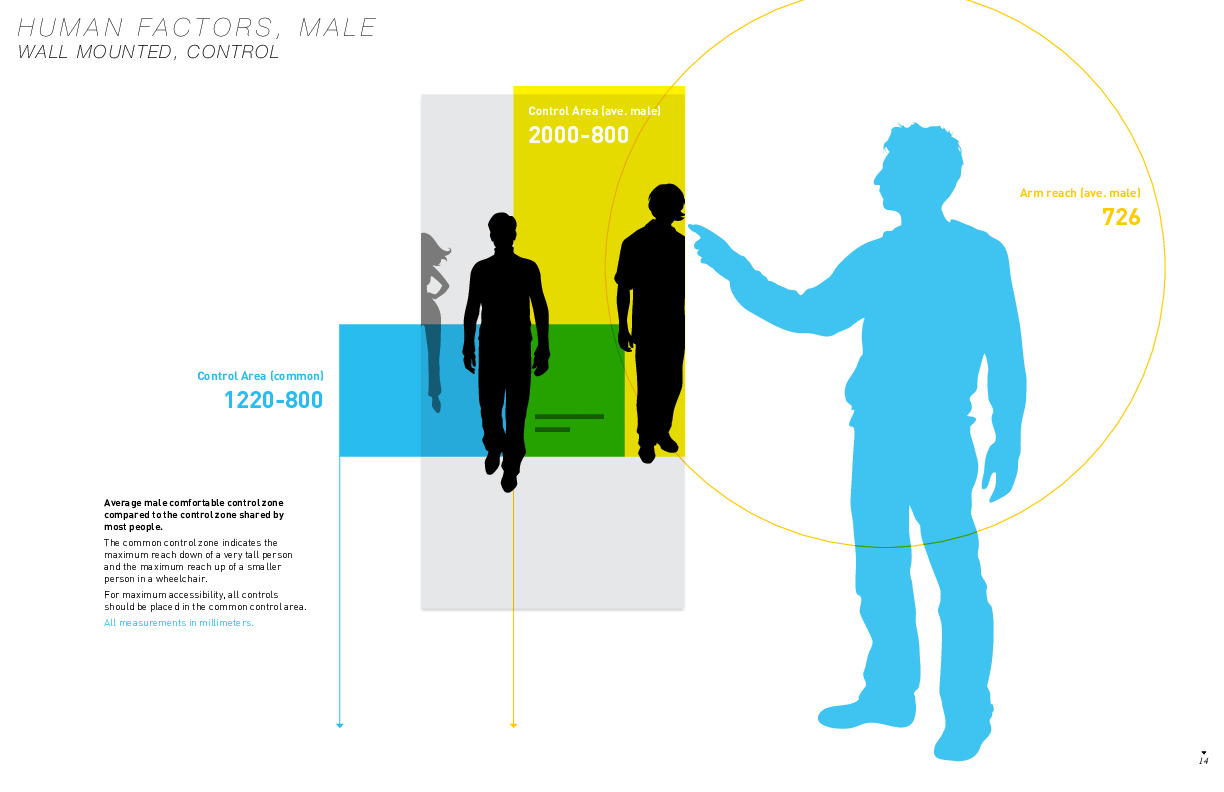 HUMAN FACTORS, MALE
WALL MOUNTED, CONTROL
Control Area (ave. male)
2000-800
Arm reach (ave. male)
726
Control Area (common)
1220-800
Average male comfortable control zone
compared to the control zone shared by
most people.
The common control zone indicates the
maximum reach down of a very tall person
and the maximum reach up of a smaller
person in a wheelchair.
For maximum accessibility, all controls
should be placed in the common control area.
All measurements in millimeters.
14